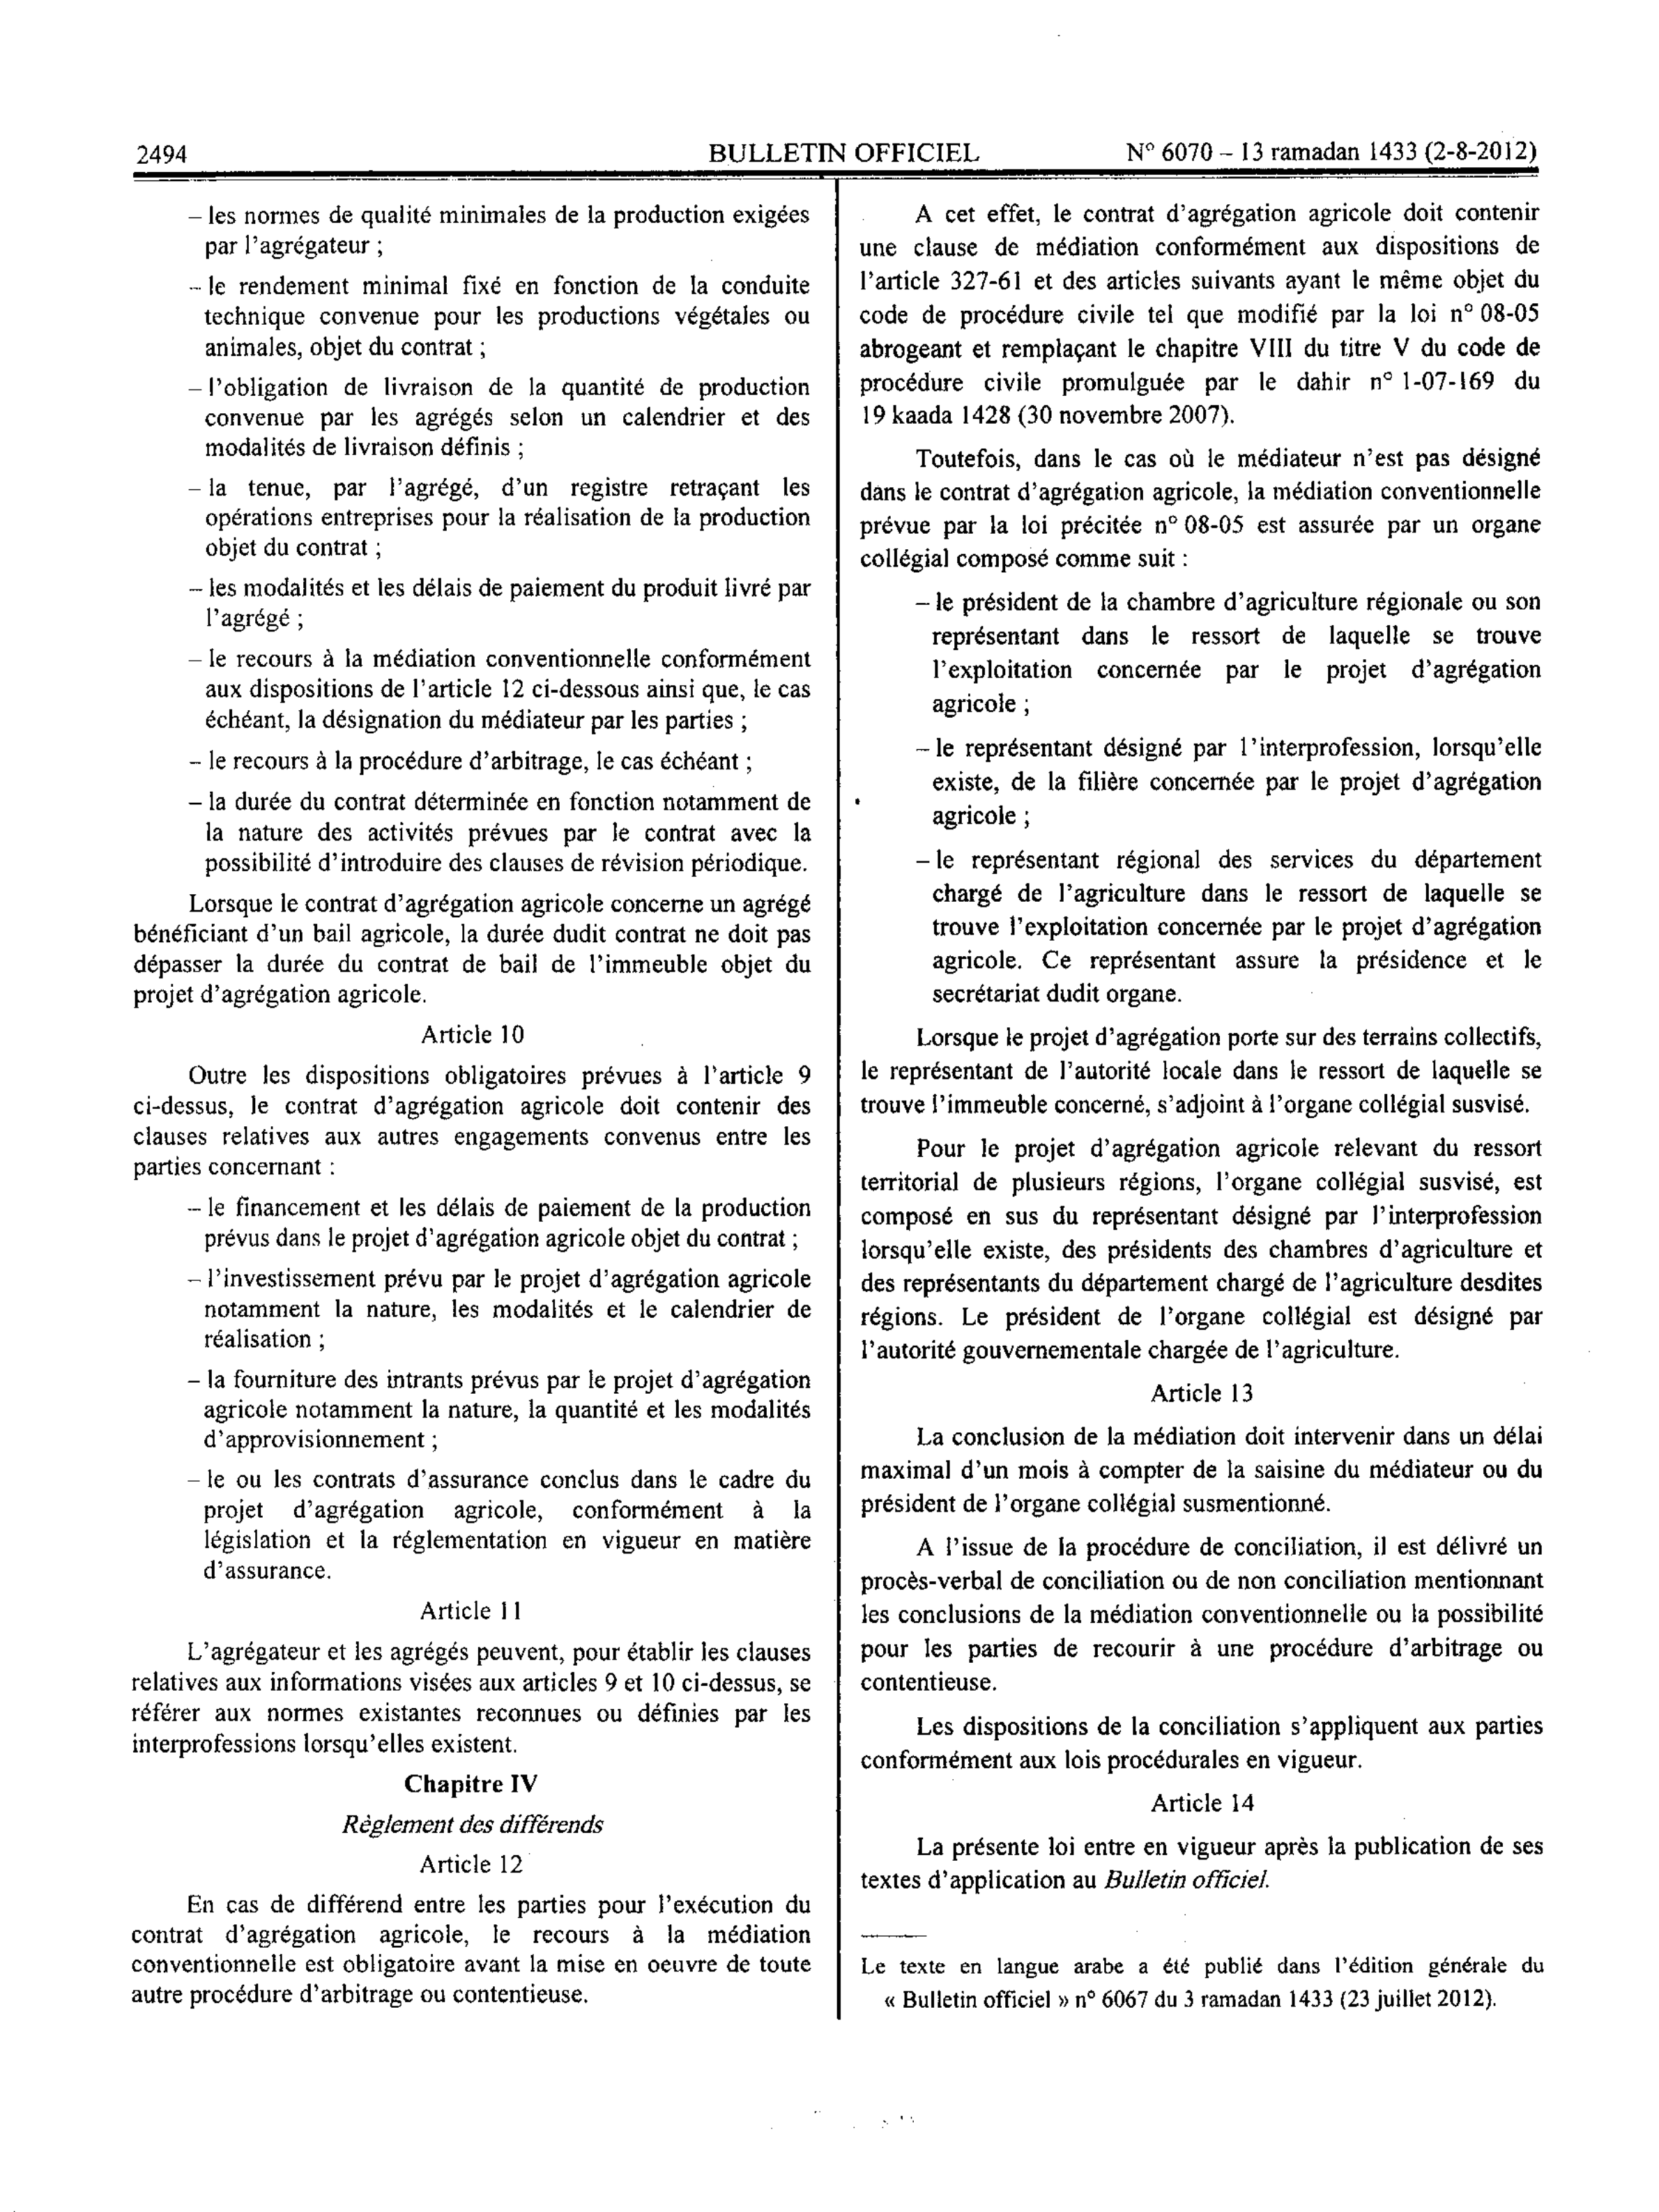 2494 BULLETIN OFFICIEL N° 6070 – 13 ramadan 1433 (2-8-2012)
– les normes de qualité minimales de la production exigées
par l'agrégateur ;
– le rendement minimal fixé en fonction de la conduite
technique convenue pour les productions végétales ou
animales, objet du contrat ;
– l'obligation de livraison de la quantité de production
convenue par les agrégés selon un calendrier et des
modalités de livraison définis ;
– la tenue, par l'agrégé, d'un registre retraçant les
opérations entreprises pour la réalisation de la production
objet du contrat ;
– les modalités et les délais de paiement du produit livré par
l'agrégé ;
– le recours à la médiation conventionnelle conformément
aux dispositions de l'article 12 ci-dessous ainsi que, le cas
échéant, la désignation du médiateur par les parties ;
– le recours à la procédure d'arbitrage, le cas échéant ;
– la durée du contrat déterminée en fonction notamment de
la nature des activités prévues par le contrat avec la
possibilité d'introduire des clauses de révision périodique.
Lorsque le contrat d'agrégation agricole concerne un agrégé
bénéficiant d'un bail agricole, la durée dudit contrat ne doit pas
dépasser la durée du contrat de bail de l'immeuble objet du
projet d'agrégation agricole.
Article 10
Outre les dispositions obligatoires prévues à l'article 9
ci-dessus, le contrat d'agrégation agricole doit contenir des
clauses relatives aux autres engagements convenus entre les
parties concernant :
– le financement et les délais de paiement de la production
prévus dans le projet d'agrégation agricole objet du contrat ;
– l'investissement prévu par le projet d'agrégation agricole
notamment la nature, les modalités et le calendrier de
réalisation ;
– la fourniture des intrants prévus par le projet d'agrégation
agricole notamment la nature, la quantité et les modalités
d'approvisionnement ;
– le ou les contrats d'assurance conclus dans le cadre du
projet d'agrégation agricole, conformément à la
législation et la réglementation en vigueur en matière
d'assurance.
Article 11
L'agrégateur et les agrégés peuvent, pour établir les clauses
relatives aux informations visées aux articles 9 et 10 ci-dessus, se
référer aux normes existantes reconnues ou définies par les
interprofessions lorsqu'elles existent.
Chapitre IV
Règlement des différends
Article 12
En cas de différend entre les parties pour l'exécution du
contrat d'agrégation agricole, le recours à la médiation
conventionnelle est obligatoire avant la mise en oeuvre de toute
autre procédure d'arbitrage ou contentieuse.
A cet effet, le contrat d'agrégation agricole doit contenir
une clause de médiation conformément aux dispositions de
l'article 327-61 et des articles suivants ayant le même objet du
code de procédure civile tel que modifié par la loi n° 08-05
abrogeant et remplaçant le chapitre VIII du titre V du code de
procédure civile promulguée par le dahir n° 1-07-169 du
19 kaada 1428 (30 novembre 2007).
Toutefois, dans le cas où le médiateur n'est pas désigné
dans le contrat d'agrégation agricole, la médiation conventionnelle
prévue par la loi précitée n° 08-05 est assurée par un organe
collégial composé comme suit :
– le président de la chambre d'agriculture régionale ou son
représentant dans le ressort de laquelle se trouve
l'exploitation concernée par le projet d'agrégation
agricole ;
– le représentant désigné par l'interprofession, lorsqu'elle
existe, de la filière concernée par le projet d'agrégation
agricole ;
– le représentant régional des services du département
chargé de l'agriculture dans le ressort de laquelle se
trouve l'exploitation concernée par le projet d'agrégation
agricole. Ce représentant assure la présidence et le
secrétariat dudit organe.
Lorsque le projet d'agrégation porte sur des terrains collectifs,
le représentant de l'autorité locale dans le ressort de laquelle se
trouve l'immeuble concerné, s'adjoint à l'organe collégial susvisé.
Pour le projet d'agrégation agricole relevant du ressort
territorial de plusieurs régions, l'organe collégial susvisé, est
composé en sus du représentant désigné par l'interprofession
lorsqu'elle existe, des présidents des chambres d'agriculture et
des représentants du département chargé de l'agriculture desdites
régions. Le président de l'organe collégial est désigné par
l'autorité gouvernementale chargée de l'agriculture.
Article 13
La conclusion de la médiation doit intervenir dans un délai
maximal d'un mois à compter de la saisine du médiateur ou du
président de l'organe collégial susmentionné.
A l'issue de la procédure de conciliation, il est délivré un
procès-verbal de conciliation ou de non conciliation mentionnant
les conclusions de la médiation conventionnelle ou la possibilité
pour les parties de recourir à une procédure d'arbitrage ou
contentieuse.
Les dispositions de la conciliation s'appliquent aux parties
conformément aux lois procédurales en vigueur.
Article 14
La présente loi entre en vigueur après la publication de ses
textes d'application au Bulletin officiel.
Le texte en langue arabe a été publié dans l'édition générale du
« Bulletin officiel » n° 6067 du 3 ramadan 1433 (23 juillet 2012).